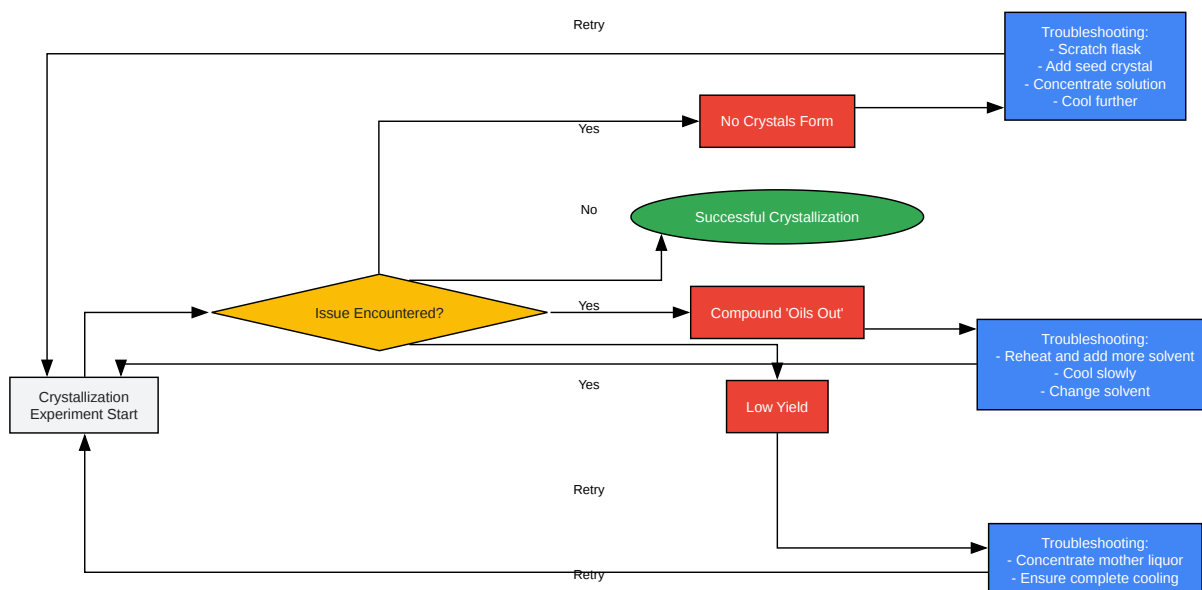 Retry
Troubleshooting:
- Scratch flask
- Add seed crystal
- Concentrate solution
- Cool further
No Crystals Form
Yes
No
Successful Crystallization
Issue Encountered?
Yes
Compound 'Oils Out'
Troubleshooting:
- Reheat and add more solvent
- Cool slowly
- Change solvent
Crystallization
Experiment Start
Yes
Low Yield
Retry
Troubleshooting:
- Concentrate mother liquor
- Ensure complete cooling
Retry